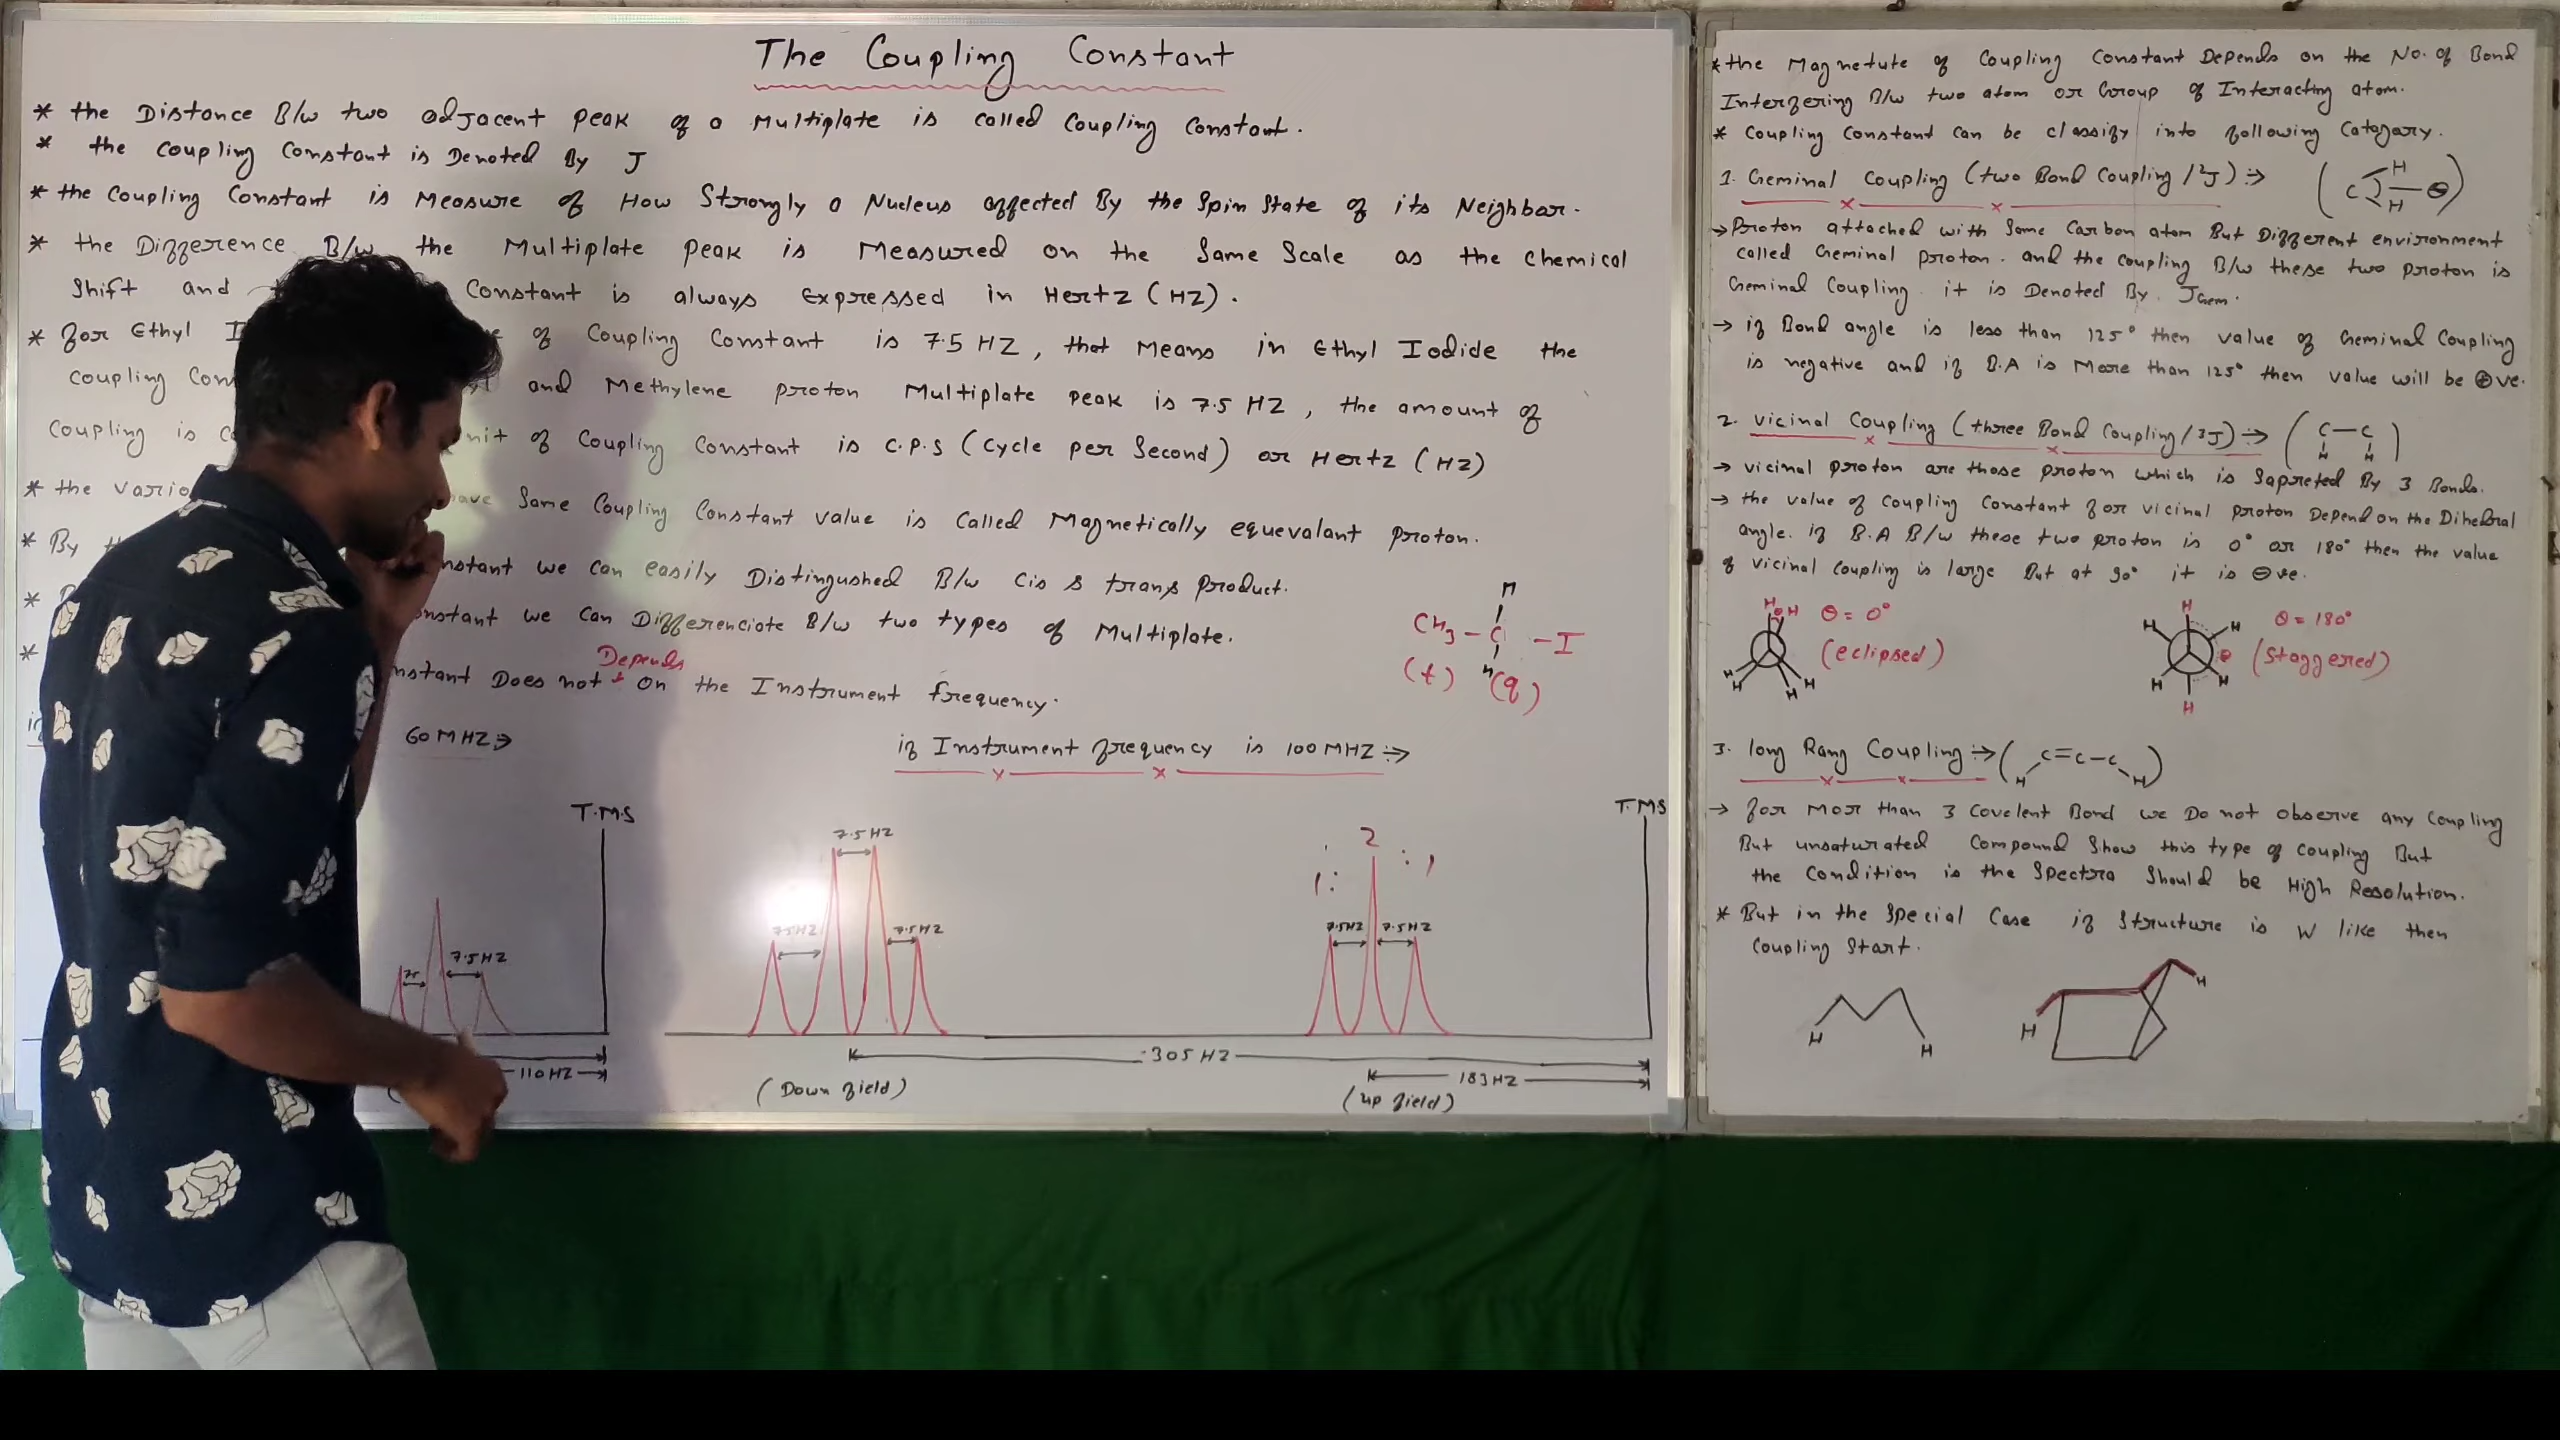 The Coupling Constant
* the Distance B/w two adjacent peak of a Multiplate is called Coupling Constant.
* the Coupling Constant is Denoted By J
* the Coupling Constant is Measure of How Strongly a Nucleus affected By the Spin State of its Neighbor.
* the Difference B/w the Multiplate peak is Measured on the Same Scale as the Chemical
Shift and Constant is always Expressed in Hertz (HZ).
* for Ethyl I of Coupling Constant is 7.5 HZ, that Means in Ethyl Iodide the
Coupling Con and Methylene proton Multiplate peak is 7.5 HZ, the amount of
Coupling is of Coupling Constant is C.P.S (Cycle per Second) or Hertz (HZ)
* the vario have Same Coupling Constant value is Called Magnetically equevalant proton.
* By we can easily Distingushed B/w Cis & trans product.
* we can Differenciate B/w two types of Multiplate.
* Does not Depends on the Instrument frequency.
CH3 - C - I
H
H
(t) (q)
60 MHZ⇒
if Instrument frequency is 100 MHZ :⇒
T.M.S
7.5 HZ
7.5
110 HZ
7.5 HZ
7.5 HZ
7.5 HZ
T.M.S
1 : 2 : 1
7.5 HZ
7.5 HZ
305 HZ
183 HZ
(Down field)
(up field)
* the Magnetute of Coupling Constant Depends on the No. of Bond
Interfering B/w two atom or Group of Interacting atom.
* Coupling Constant can be classify into following Catagary.
1. Geminal Coupling (two Bond Coupling / 2J) :⇒
C H H θ
→ Proton attached with Same Carbon atom But Different environment
called Geminal proton. and the coupling B/w these two proton is
Geminal Coupling. it is Denoted By. JGem.
→ if Bond angle is less than 125° then value of Geminal Coupling
is negative and if B.A is More than 125° then value will be ⊕ve.
2. vicinal Coupling (three Bond Coupling / 3J) :⇒ ( C - C )
H H
→ vicinal proton are those proton which is Sapreted By 3 Bonds.
→ the value of Coupling Constant for vicinal proton Depend on the Dihedral
angle. if B.A B/w these two proton is 0° or 180° then the value
of vicinal Coupling is large But at 90° it is ⊖ve.
H θ H
H H H H
θ = 0°
(eclipsed)
H
H H
H H
H
θ
θ = 180°
(Staggered)
3. long Rang Coupling :⇒ ( C=C-C )
H H
→ for Mor than 3 Covelent Bond we Do not observe any Coupling
But unsaturated Compound Show this type of Coupling But
the Condition is the Spectra Should be High Resolution.
* But in the Special Case if Structure is W like then
Coupling Start.
H H
H H